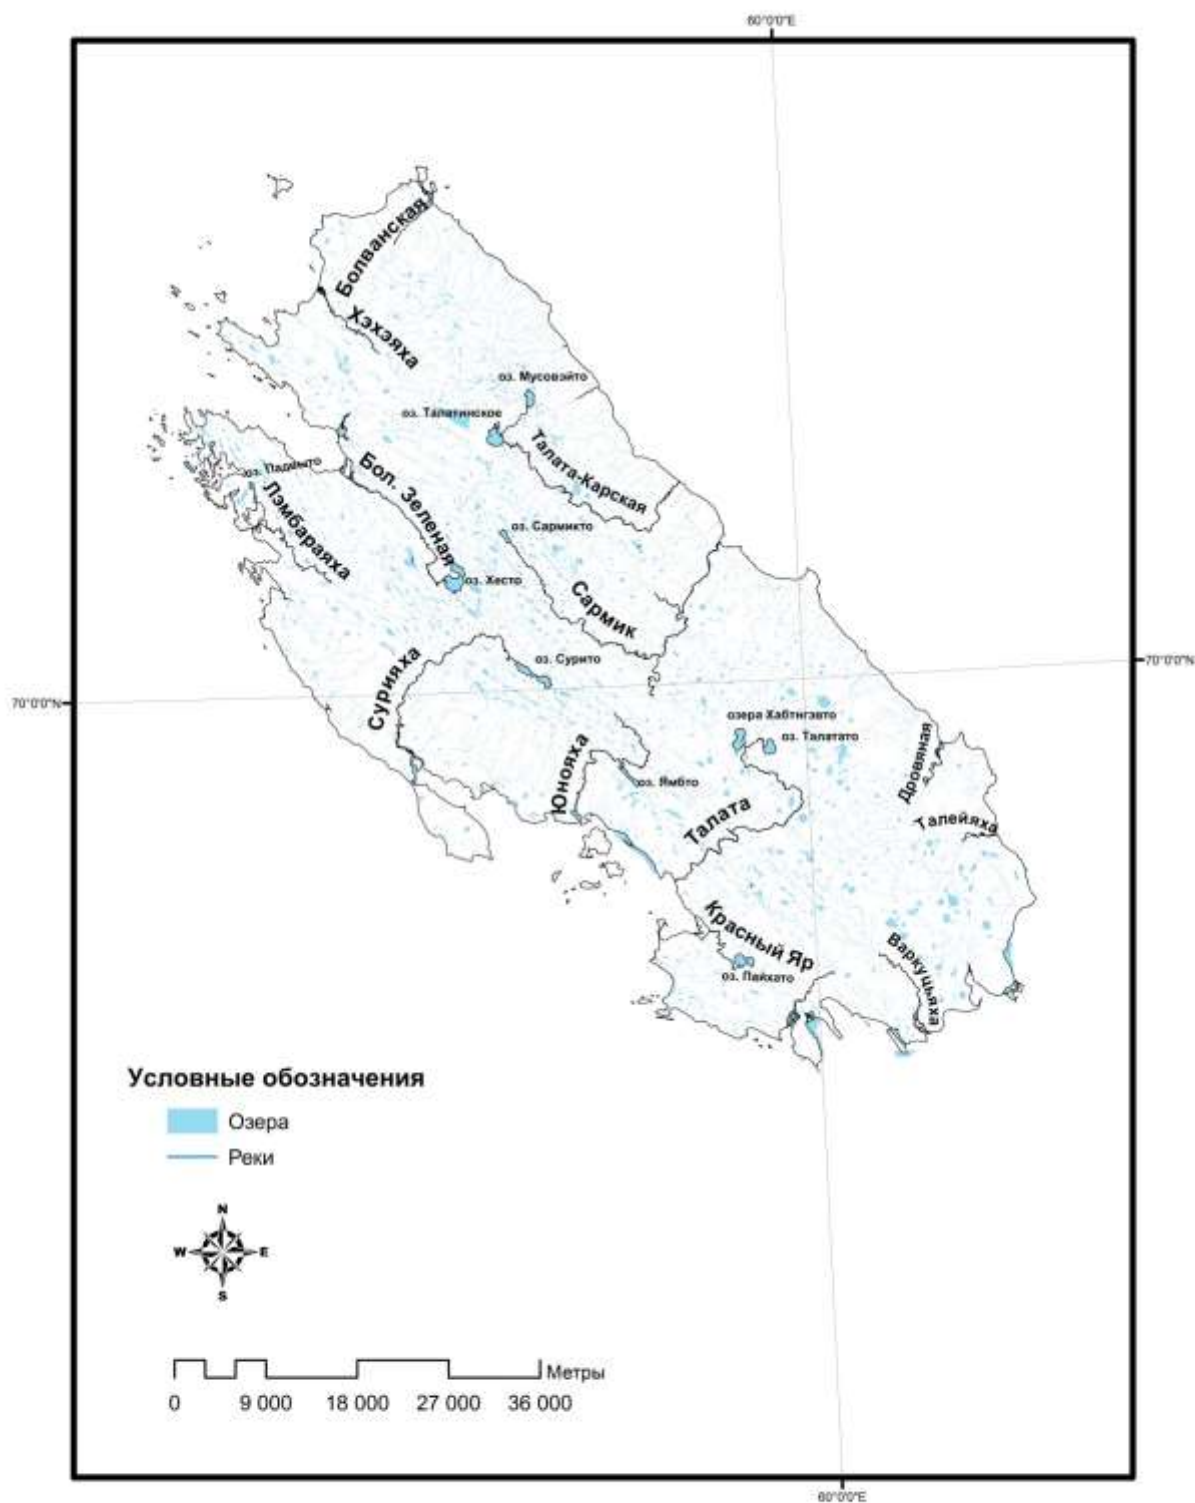 60°0'0"E
Болванская
Хэхэяха
оз. Мусовэйто
оз. Талатинское
Талата-Карская
оз. Падмыто
Бол. Зеленая
Лэмбараяха
оз. Сармикто
оз. Хесто
Сармик
Сурияха
оз. Сурито
70°0'0"N
70°0'0"N
озера Хабтнгэвто
оз. Талатато
Дровяная
Юнояха
оз. Ямбто
Талата
Талейяха
Красный Яр
Варкуцьяха
оз. Пайхато
Условные обозначения
Озера
Реки
N
W
E
S
Метры
0 9 000 18 000 27 000 36 000
60°0'0"E